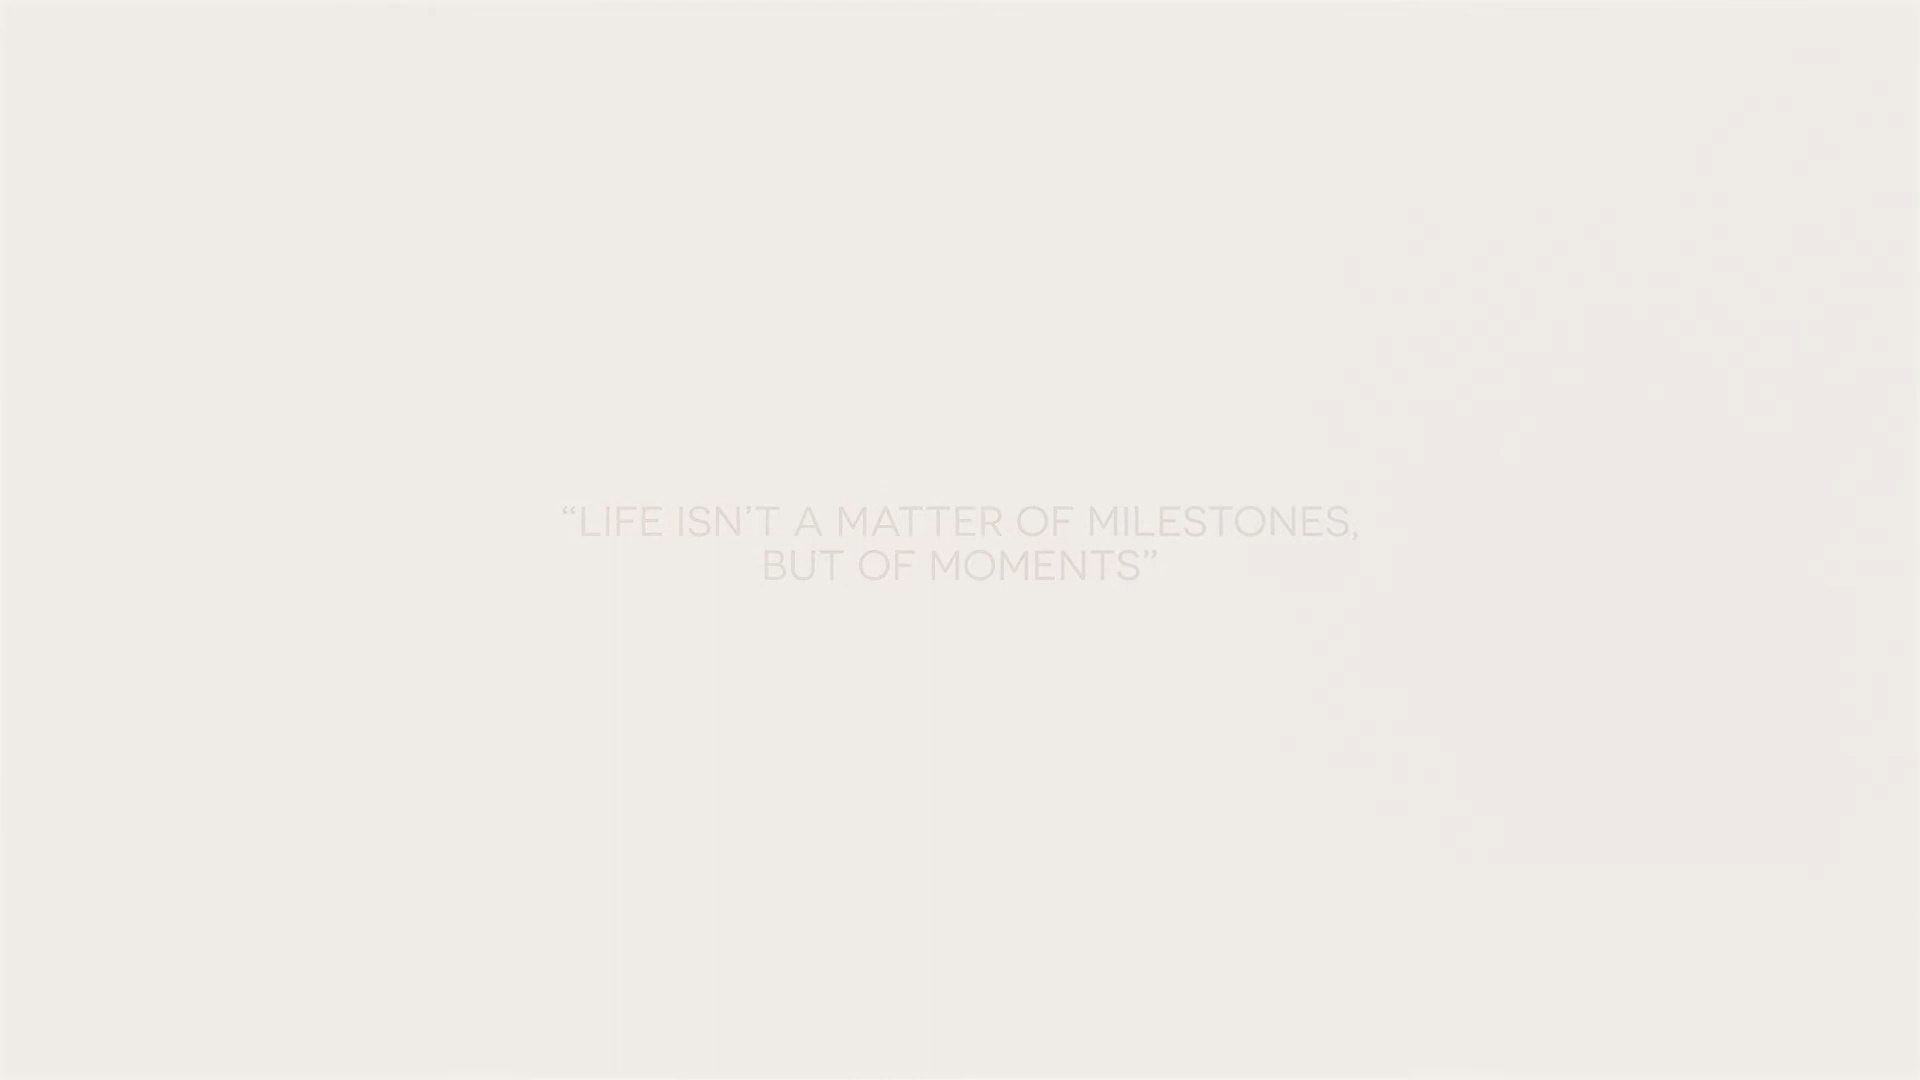 “LIFE ISN’T A MATTER OF MILESTONES,
BUT OF MOMENTS”